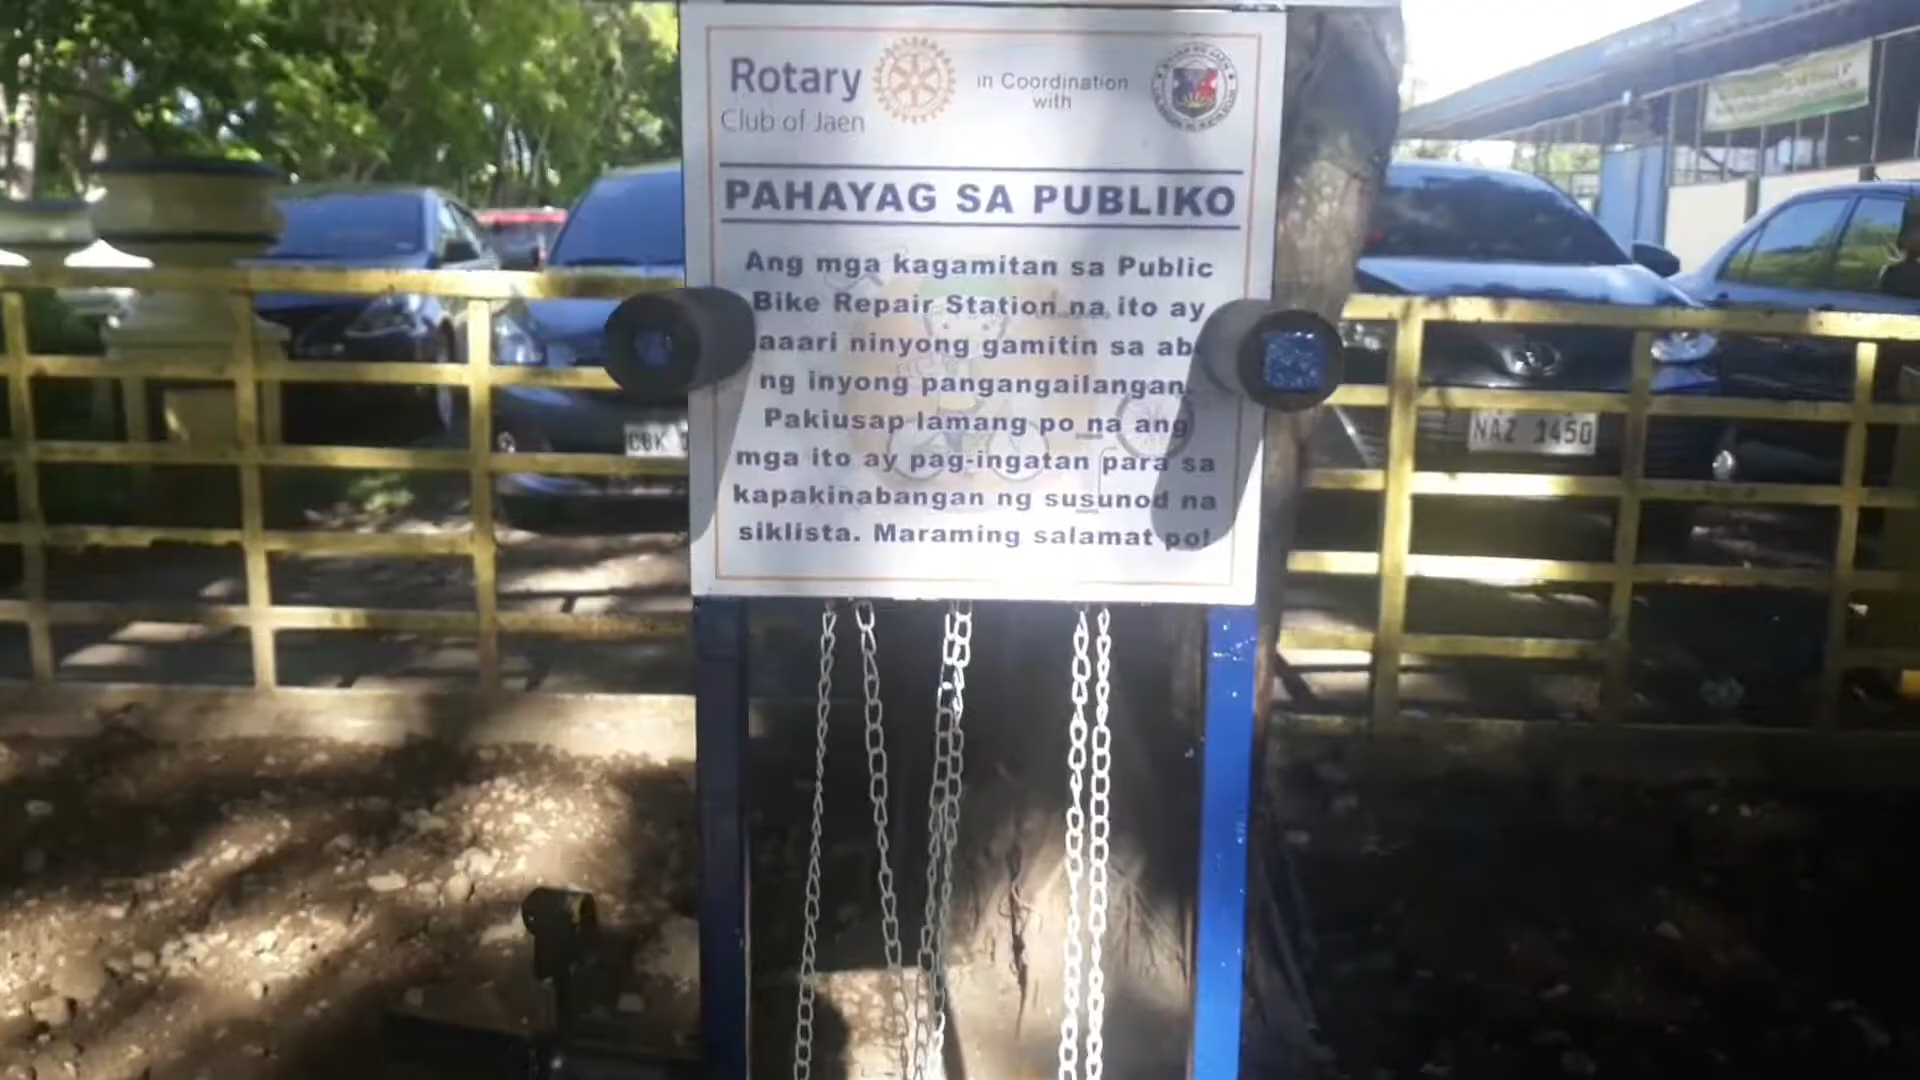 Rotary
Club of Jaen
in Coordination
with
PAHAYAG SA PUBLIKO
Ang mga kagamitan sa Public
Bike Repair Station na ito ay
ninyong gamitin sa
ng inyong pangangailangan.
Pakiusap lamang po na ang
mga ito ay pag-ingatan para sa
kapakinabangan ng susunod na
siklista. Maraming salamat po!
NAZ 1450